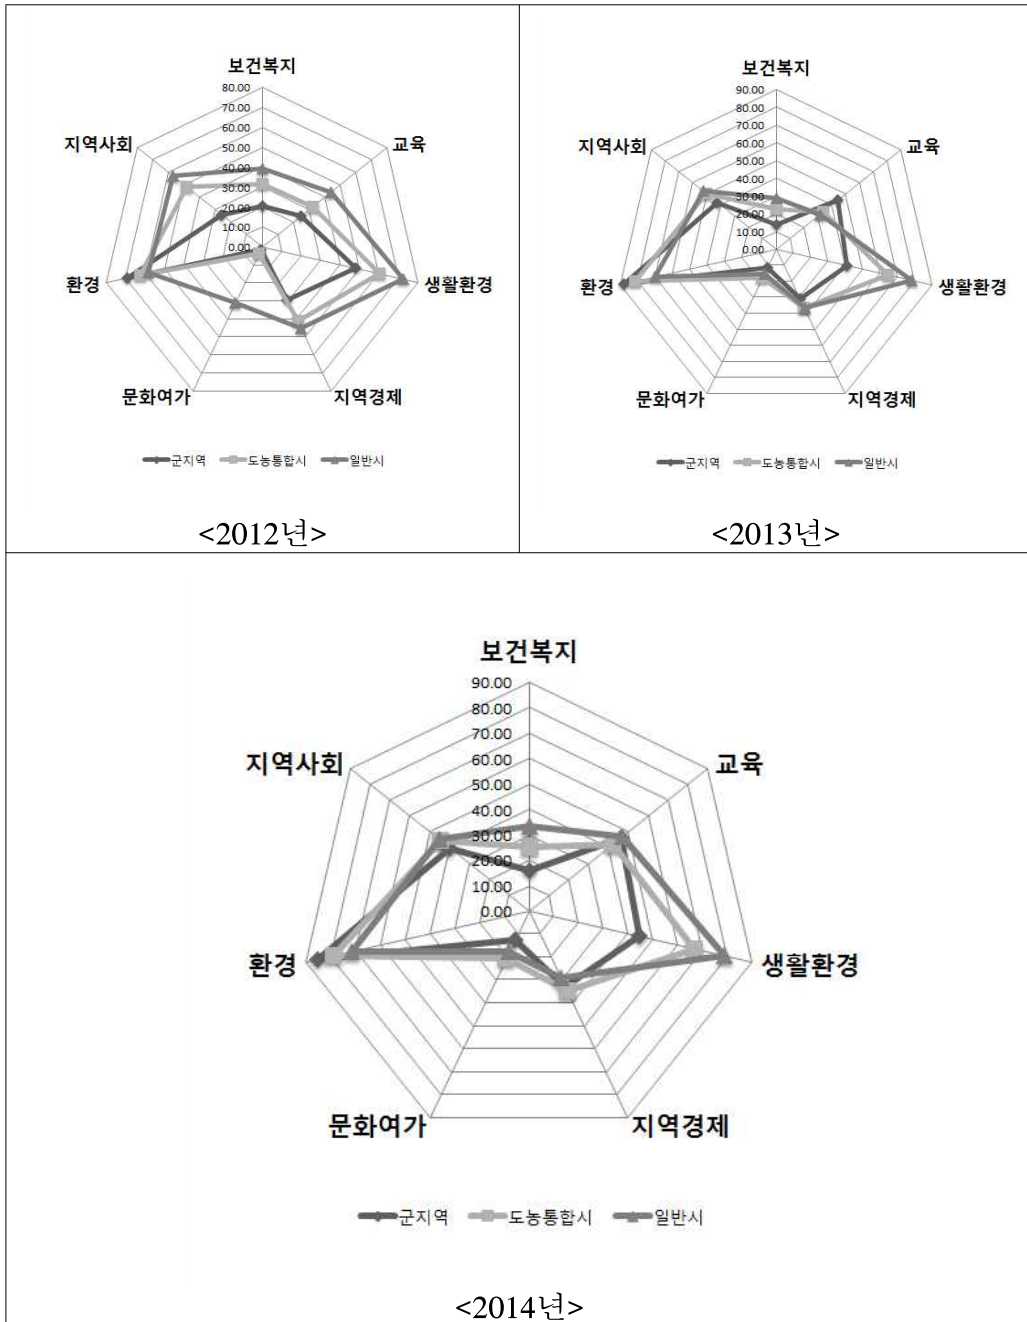 보건복지
80.00
70.00
60.00
50.00
40.00
30.00
20.00
10.00
0.00
지역사회
교육
환경
생활환경
문화여가
지역경제
군지역 도농통합시 일반시
<2012년>
보건복지
90.00
80.00
70.00
60.00
50.00
40.00
30.00
20.00
10.00
0.00
지역사회
교육
환경
생활환경
문화여가
지역경제
군지역 도농통합시 일반시
<2013년>
보건복지
90.00
80.00
70.00
60.00
50.00
40.00
30.00
20.00
10.00
0.00
지역사회
교육
환경
생활환경
문화여가
지역경제
군지역 도농통합시 일반시
<2014년>